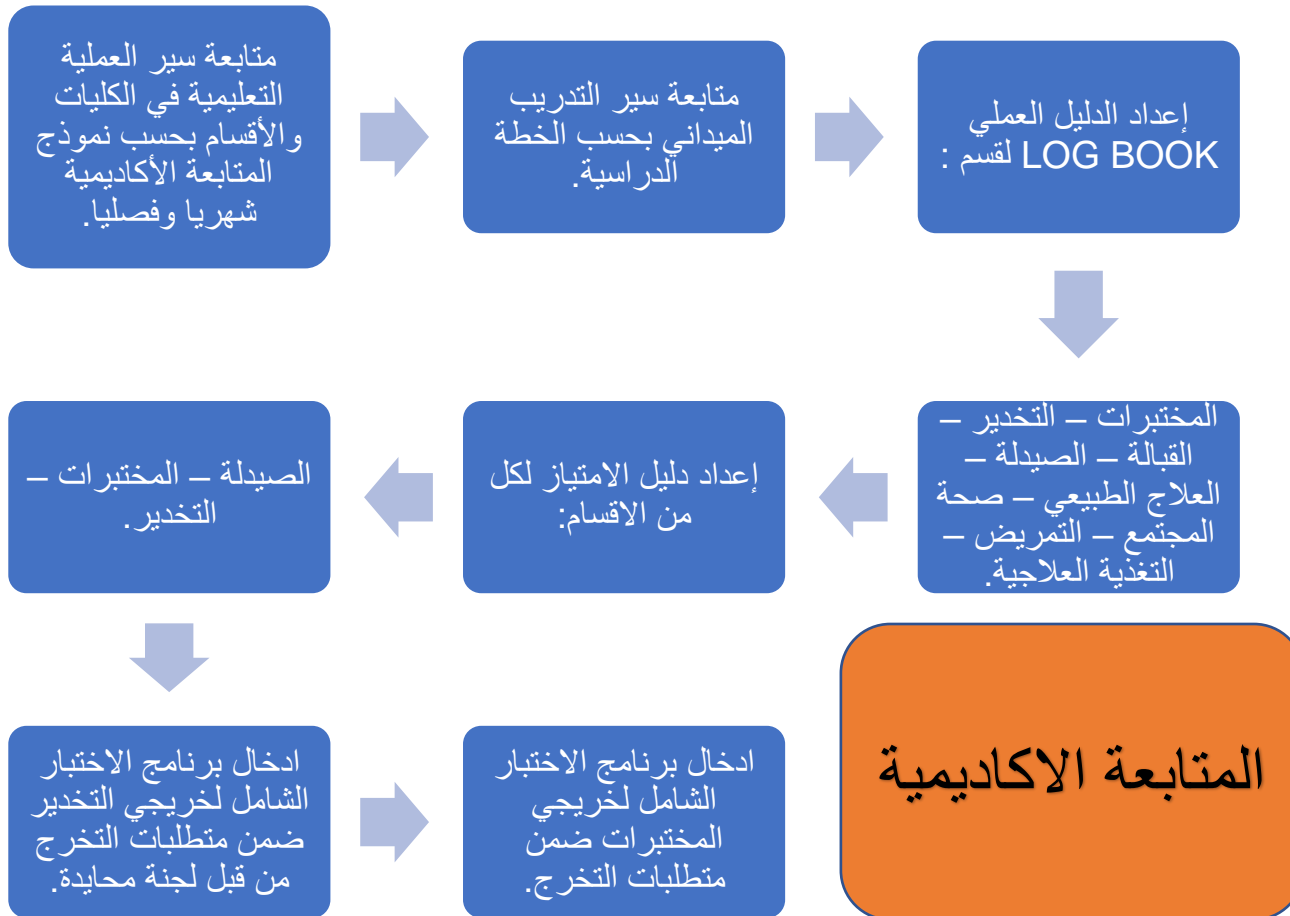 متابعة سير العملية
التعليمية في الكليات
والأقسام بحسب نموذج
المتابعة الأكاديمية
شهريا وفصليا.
متابعة سير التدريب
الميداني بحسب الخطة
الدراسية.
إعداد الدليل العملي
LOG BOOK لقسم :
المختبرات – التخدير –
القبالة – الصيدلة –
العلاج الطبيعي – صحة
المجتمع – التمريض –
التغذية العلاجية.
إعداد دليل الامتياز لكل
من الاقسام:
الصيدلة – المختبرات –
التخدير.
ادخال برنامج الاختبار
الشامل لخريجي التخدير
ضمن متطلبات التخرج
من قبل لجنة محايدة.
ادخال برنامج الاختبار
الشامل لخريجي
المختبرات ضمن
متطلبات التخرج.
المتابعة الاكاديمية